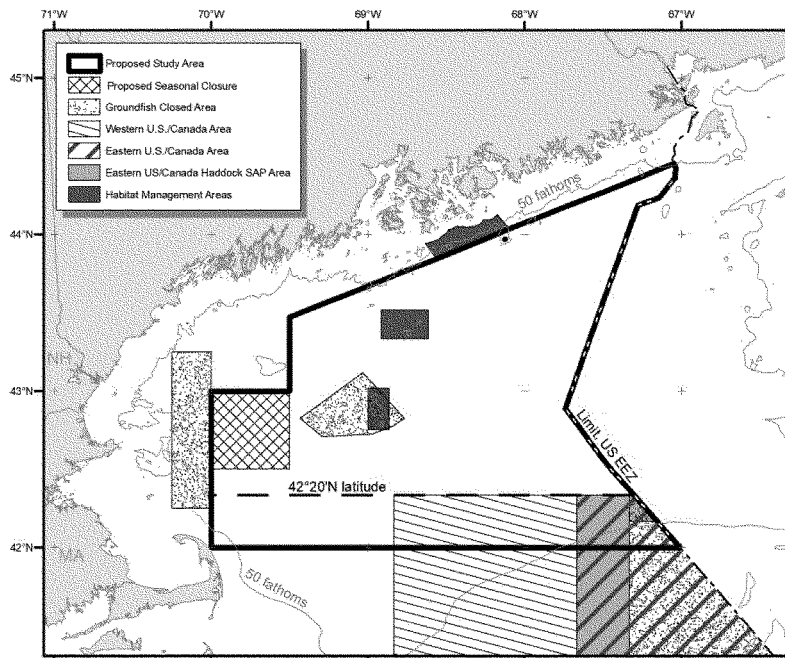 71°W 70°W 69°W 68°W 67°W
45°N
44°N
43°N
42°N
Proposed Study Area
Proposed Seasonal Closure
Groundfish Closed Area
Western U.S./Canada Area
Eastern U.S./Canada Area
Eastern US/Canada Haddock SAP Area
Habitat Management Areas
50 fathoms
NH
Limit, US EEZ
42°20'N latitude
MA
50 fathoms